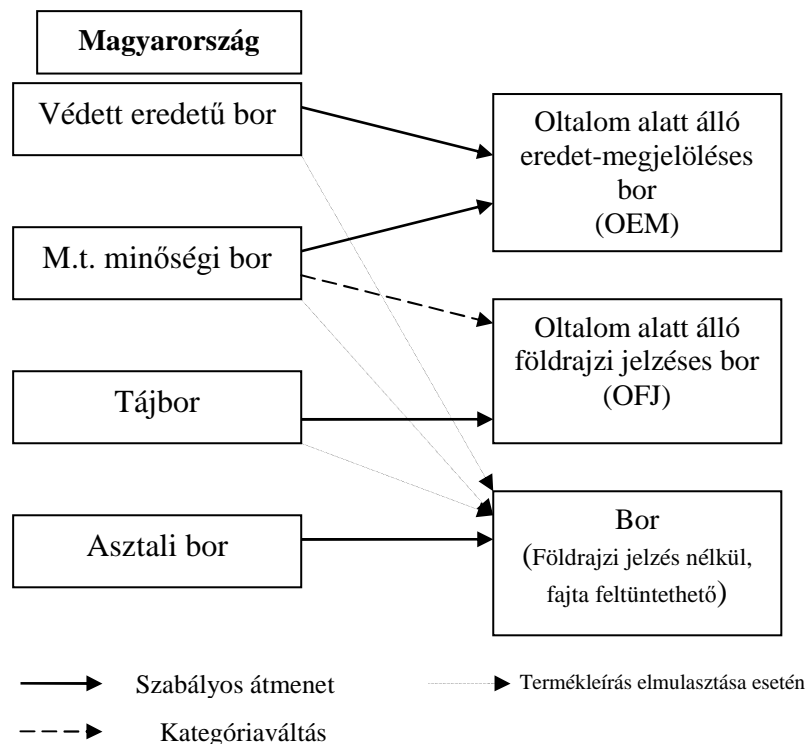 Magyarország
Védett eredetű bor
M.t. minőségi bor
Tájbor
Asztali bor
Oltalom alatt álló
eredet-megjelöléses
bor
(OEM)
Oltalom alatt álló
földrajzi jelzéses bor
(OFJ)
Bor
(Földrajzi jelzés nélkül,
fajta feltüntethető)
Szabályos átmenet
Termékleírás elmulasztása esetén
Kategóriaváltás